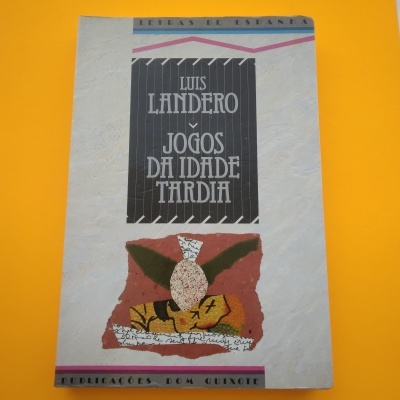 LETRAS DE ESPANHA
LUIS
LANDERO
JOGOS
DA IDADE
TARDIA
PUBLICAÇÕES DOM QUIXOTE